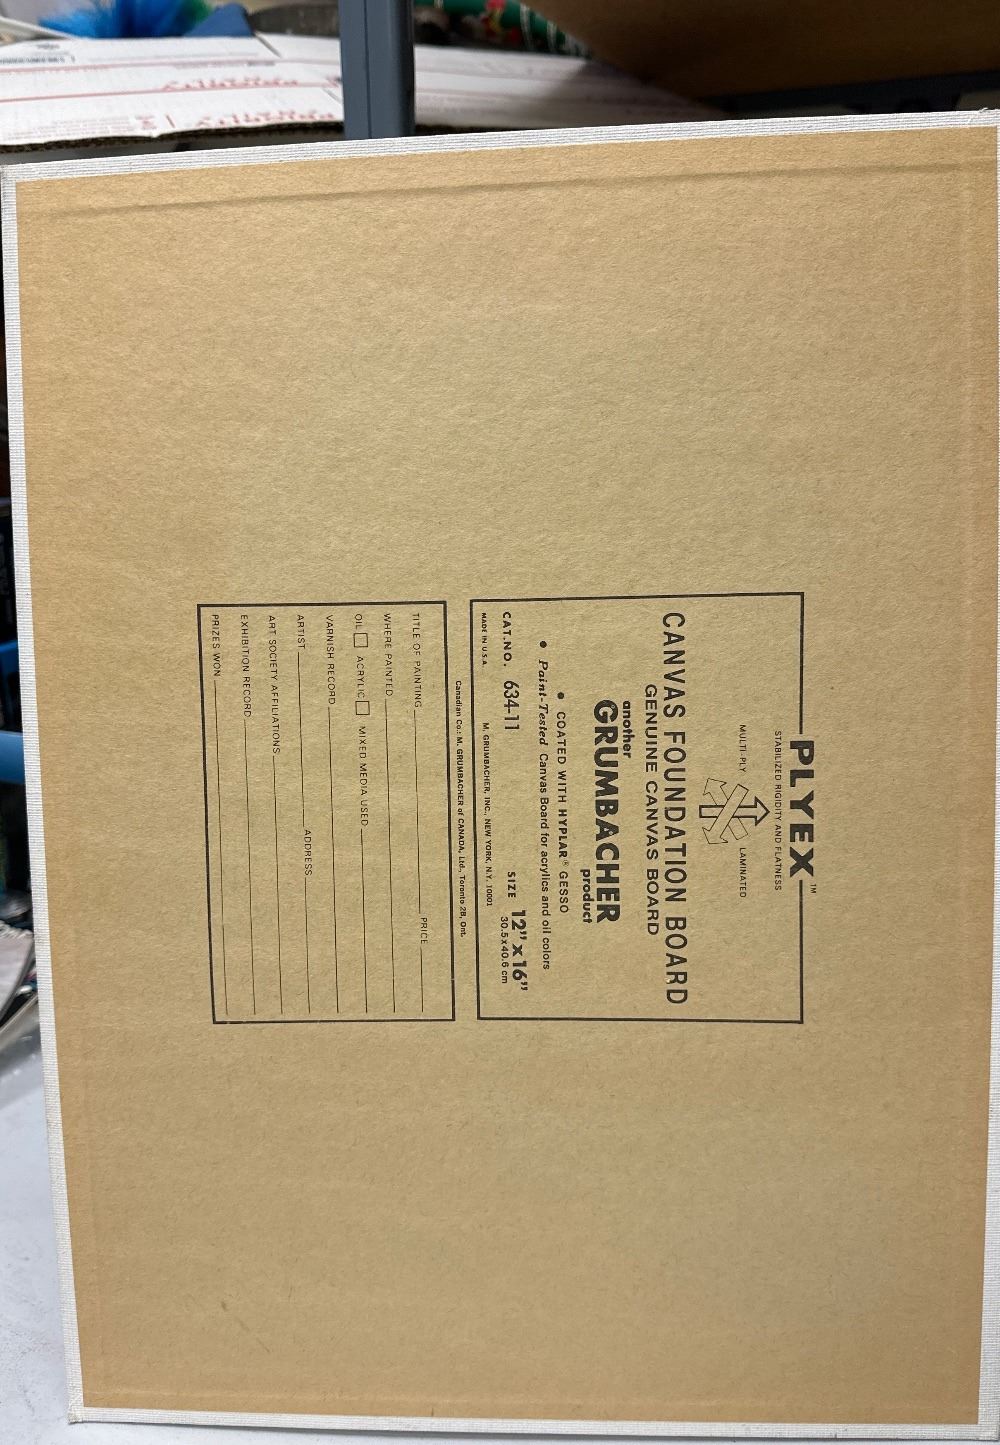 PLYEX™
STABILIZED RIGIDITY AND FLATNESS
MULTI-PLY LAMINATED
CANVAS FOUNDATION BOARD
GENUINE CANVAS BOARD
another
GRUMBACHER
product
• COATED WITH HYPLAR® GESSO
• Paint-Tested Canvas Board for acrylics and oil colors
CAT.NO. 634-11 SIZE 12" x 16"
30.5 x 40.6 cm
MADE IN U.S.A. M. GRUMBACHER, INC., NEW YORK, N.Y. 10001
Canadian Co.: M. GRUMBACHER of CANADA, Ltd., Toronto 2B, Ont.
TITLE OF PAINTING PRICE
WHERE PAINTED
OIL ACRYLIC MIXED MEDIA USED
VARNISH RECORD
ARTIST ADDRESS
ART SOCIETY AFFILIATIONS
EXHIBITION RECORD
PRIZES WON